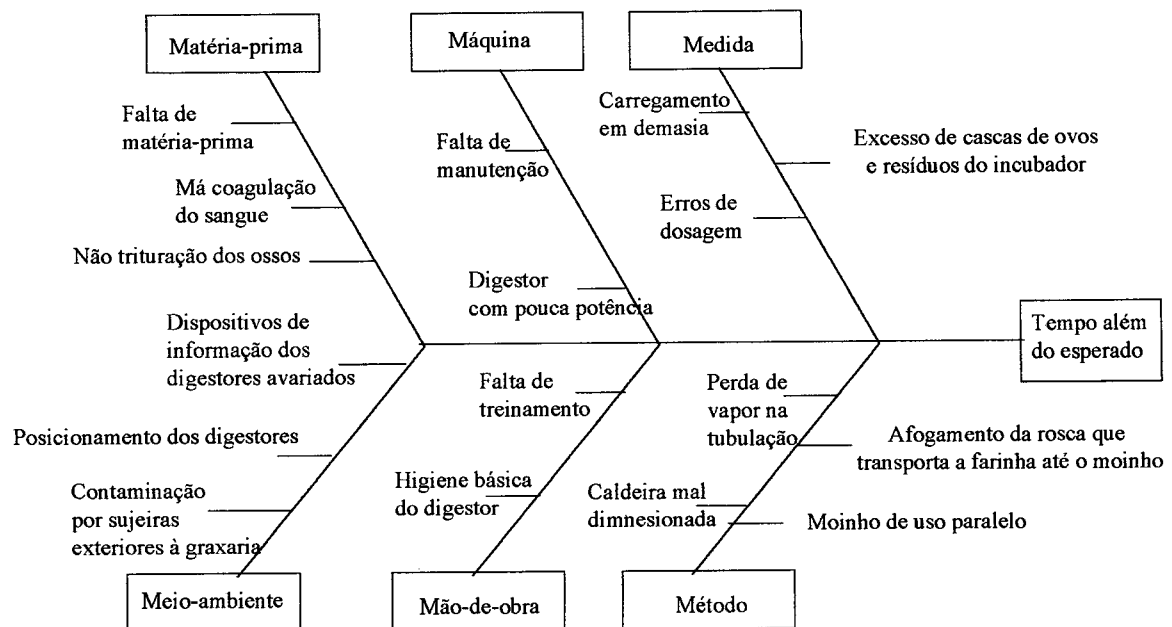 Matéria-prima
Máquina
Medida
Falta de
matéria-prima
Má coagulação
do sangue
Não trituração dos ossos
Falta de
manutenção
Digestor
com pouca potência
Carregamento
em demasia
Excesso de cascas de ovos
e resíduos do incubador
Erros de
dosagem
Tempo além
do esperado
Dispositivos de
informação dos
digestores avariados
Posicionamento dos digestores
Contaminação
por sujeiras
exteriores à graxaria
Falta de
treinamento
Higiene básica
do digestor
Perda de
vapor na
tubulação
Afogamento da rosca que
transporta a farinha até o moinho
Caldeira mal
dimnesionada
Moinho de uso paralelo
Meio-ambiente
Mão-de-obra
Método